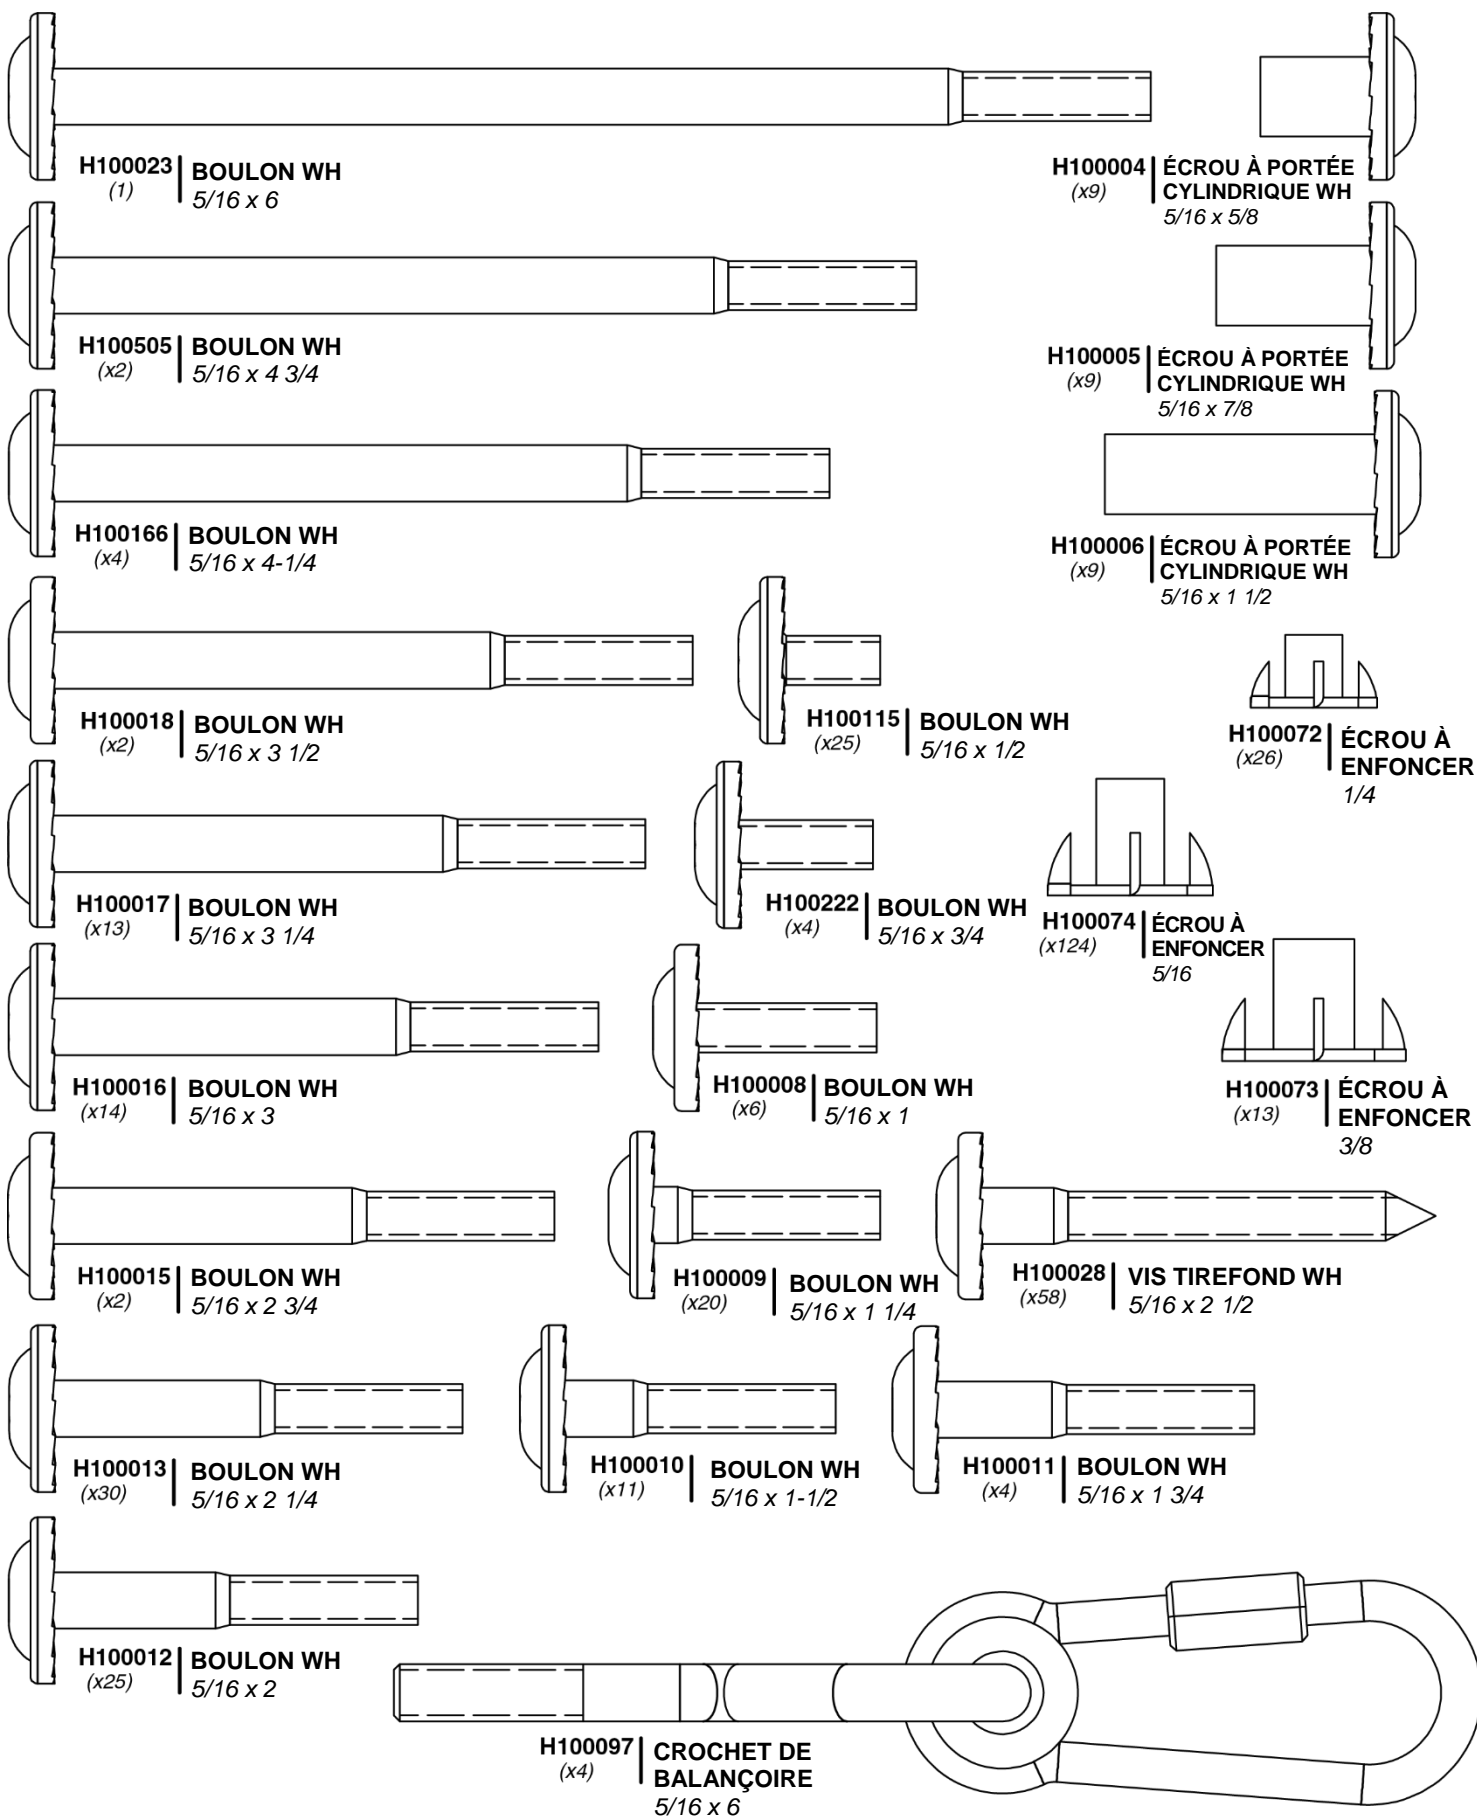 H100023
(1)
BOULON WH
5/16 x 6
H100004
(x9)
ÉCROU À PORTÉE
CYLINDRIQUE WH
5/16 x 5/8
H100505
(x2)
BOULON WH
5/16 x 4 3/4
H100005
(x9)
ÉCROU À PORTÉE
CYLINDRIQUE WH
5/16 x 7/8
H100166
(x4)
BOULON WH
5/16 x 4-1/4
H100006
(x9)
ÉCROU À PORTÉE
CYLINDRIQUE WH
5/16 x 1 1/2
H100018
(x2)
BOULON WH
5/16 x 3 1/2
H100115
(x25)
BOULON WH
5/16 x 1/2
H100072
(x26)
ÉCROU À
ENFONCER
1/4
H100017
(x13)
BOULON WH
5/16 x 3 1/4
H100222
(x4)
BOULON WH
5/16 x 3/4
H100074
(x124)
ÉCROU À
ENFONCER
5/16
H100016
(x14)
BOULON WH
5/16 x 3
H100008
(x6)
BOULON WH
5/16 x 1
H100073
(x13)
ÉCROU À
ENFONCER
3/8
H100015
(x2)
BOULON WH
5/16 x 2 3/4
H100009
(x20)
BOULON WH
5/16 x 1 1/4
H100028
(x58)
VIS TIREFOND WH
5/16 x 2 1/2
H100013
(x30)
BOULON WH
5/16 x 2 1/4
H100010
(x11)
BOULON WH
5/16 x 1-1/2
H100011
(x4)
BOULON WH
5/16 x 1 3/4
H100012
(x25)
BOULON WH
5/16 x 2
H100097
(x4)
CROCHET DE
BALANÇOIRE
5/16 x 6